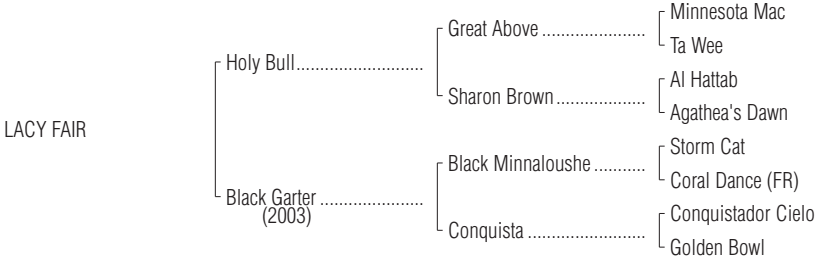 Minnesota Mac
Great Above ......................
Ta Wee
Holy Bull...........................
Al Hattab
Sharon Brown ...................
Agathea's Dawn
LACY FAIR
Storm Cat
Black Minnaloushe ...........
Coral Dance (FR)
Black Garter ......................
(2003)
Conquistador Cielo
Conquista .........................
Golden Bowl